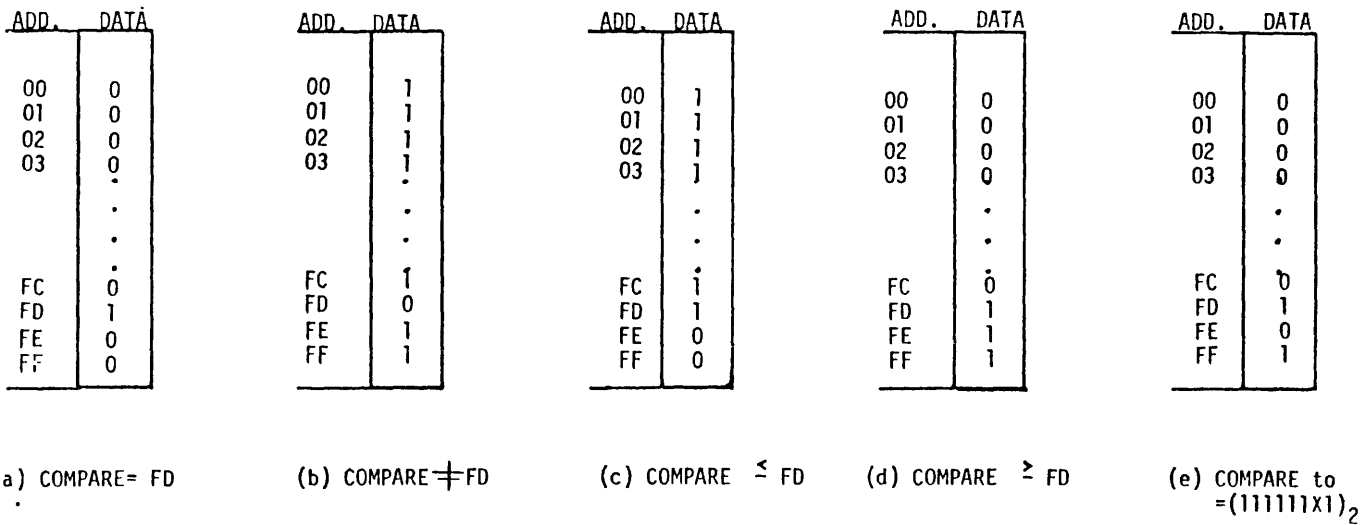 ADD. DATA
00 0
01 0
02 0
03 0
.
.
.
.
FC 0
FD 1
FE 0
FF 0
a) COMPARE= FD
ADD. DATA
00 1
01 1
02 1
03 1
.
.
.
.
FC 1
FD 0
FE 1
FF 1
(b) COMPARE ≠ FD
ADD. DATA
00 1
01 1
02 1
03 1
.
.
.
FC 1
FD 1
FE 0
FF 0
(c) COMPARE ≤ FD
ADD. DATA
00 0
01 0
02 0
03 0
.
.
.
FC 0
FD 1
FE 1
FF 1
(d) COMPARE ≥ FD
ADD. DATA
00 0
01 0
02 0
03 0
.
.
.
FC 0
FD 1
FE 0
FF 1
(e) COMPARE to
=(111111X1)₂